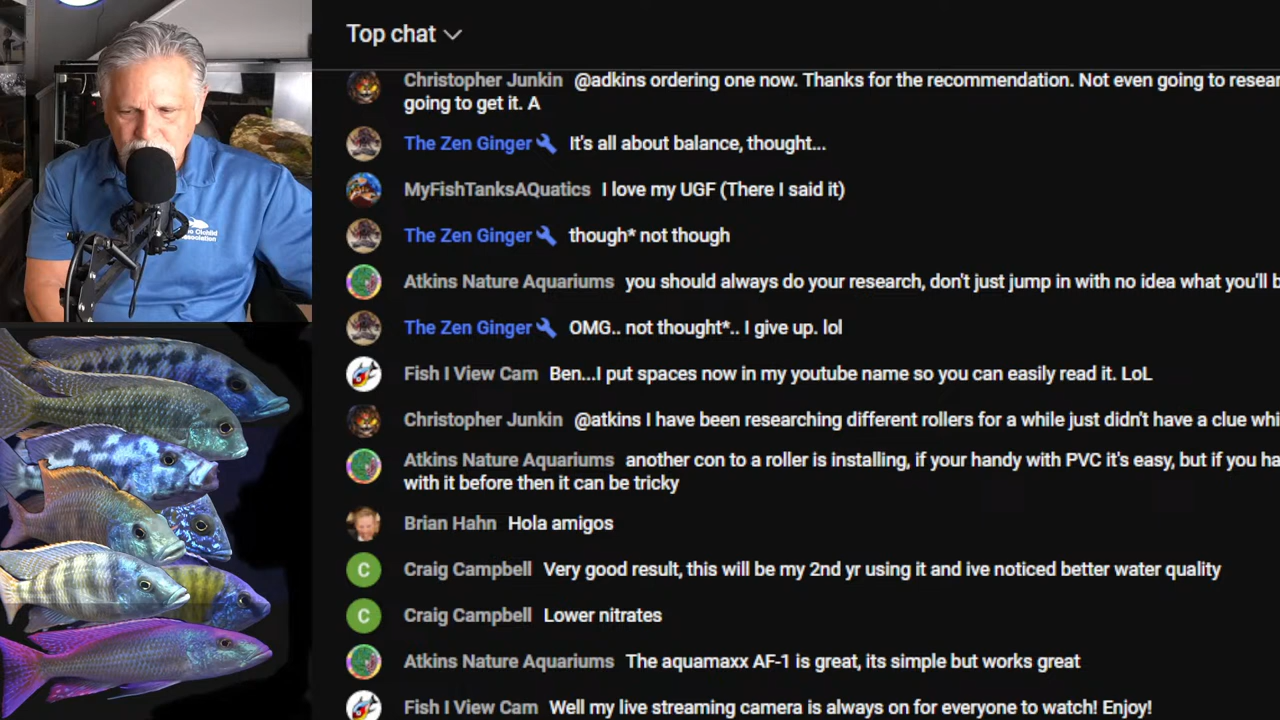 Top chat
Christopher Junkin @adkins ordering one now. Thanks for the recommendation. Not even going to
going to get it. A
The Zen Ginger It's all about balance, thought...
MyFishTanksAQuatics I love my UGF (There I said it)
The Zen Ginger though* not though
Atkins Nature Aquariums you should always do your research, don't just jump in with no idea what you'll
The Zen Ginger OMG.. not thought*.. I give up. lol
Fish I View Cam Ben...I put spaces now in my youtube name so you can easily read it. LoL
Christopher Junkin @atkins I have been researching different rollers for a while just didn't have a clue
Atkins Nature Aquariums another con to a roller is installing, if your handy with PVC it's easy, but if you
with it before then it can be tricky
Brian Hahn Hola amigos
C Craig Campbell Very good result, this will be my 2nd yr using it and ive noticed better water quality
C Craig Campbell Lower nitrates
Atkins Nature Aquariums The aquamaxx AF-1 is great, its simple but works great
Fish I View Cam Well my live streaming camera is always on for everyone to watch! Enjoy!